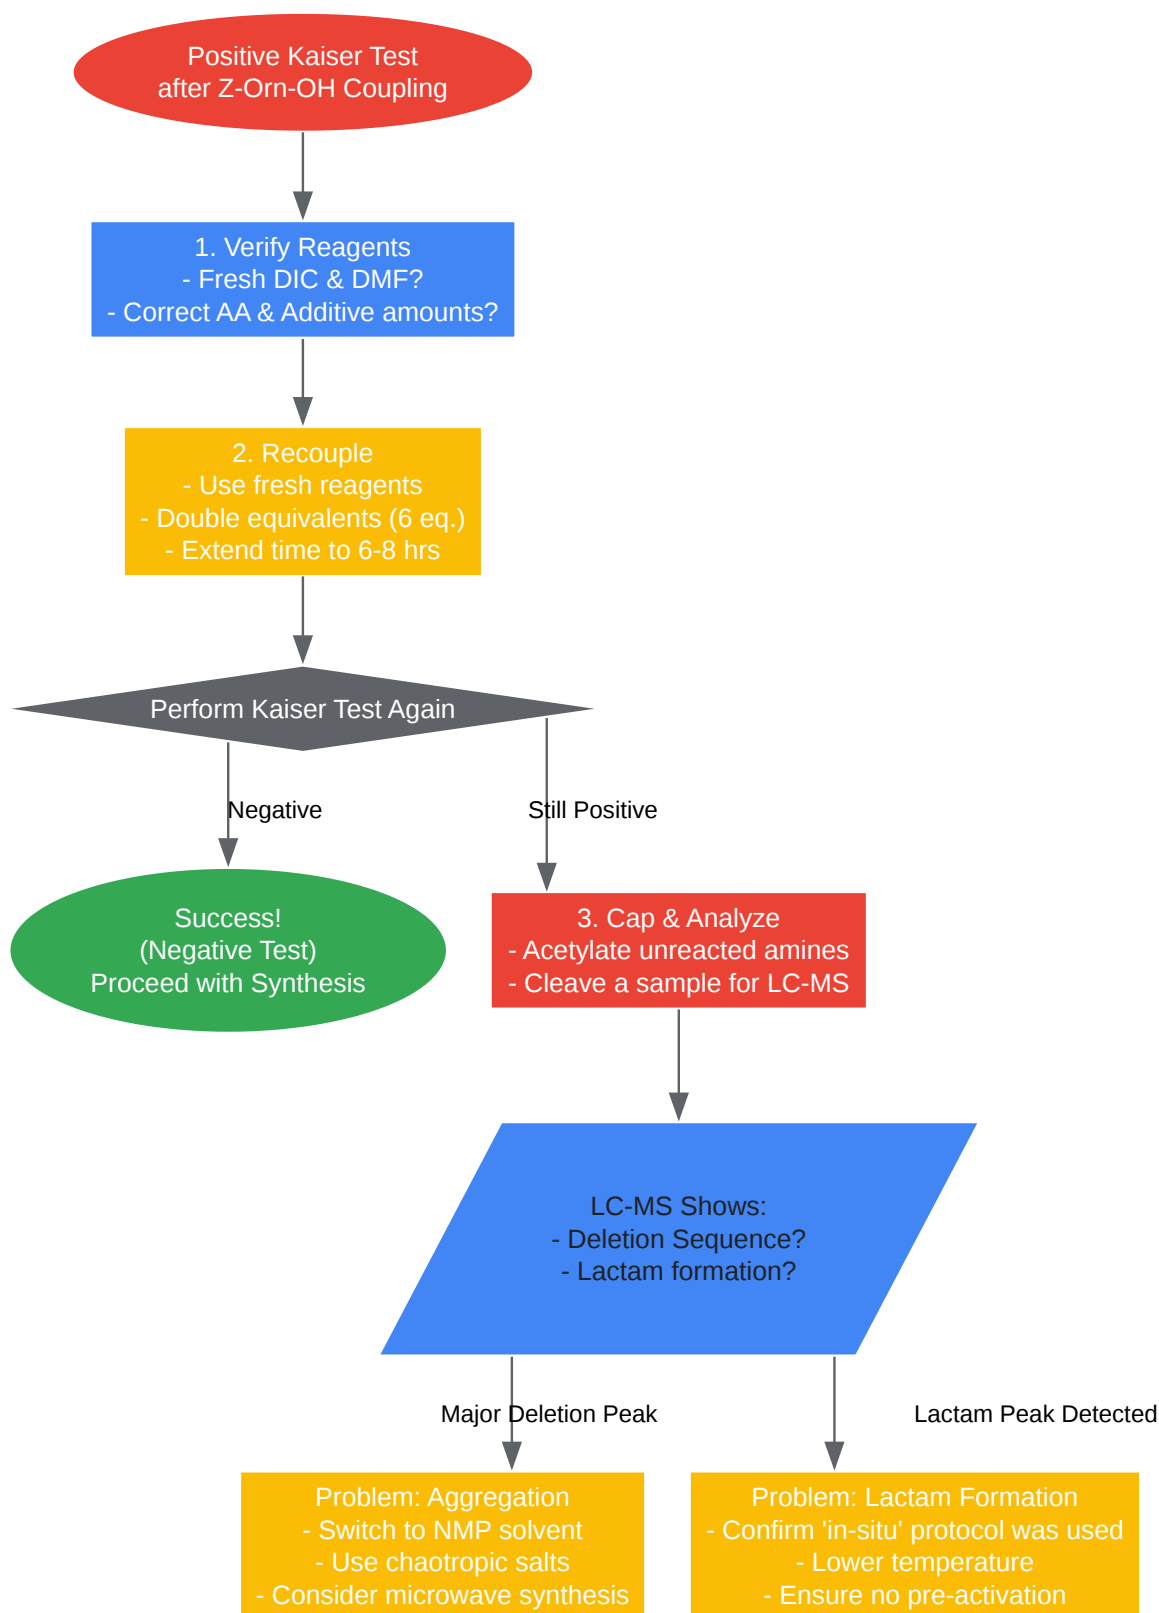 Positive Kaiser Test
after Z-Orn-OH Coupling
1. Verify Reagents
- Fresh DIC & DMF?
- Correct AA & Additive amounts?
2. Recouple
- Use fresh reagents
- Double equivalents (6 eq.)
- Extend time to 6-8 hrs
Perform Kaiser Test Again
Negative
Still Positive
Success!
(Negative Test)
Proceed with Synthesis
3. Cap & Analyze
- Acetylate unreacted amines
- Cleave a sample for LC-MS
LC-MS Shows:
- Deletion Sequence?
- Lactam formation?
Major Deletion Peak
Lactam Peak Detected
Problem: Aggregation
- Switch to NMP solvent
- Use chaotropic salts
- Consider microwave synthesis
Problem: Lactam Formation
- Confirm 'in-situ' protocol was used
- Lower temperature
- Ensure no pre-activation